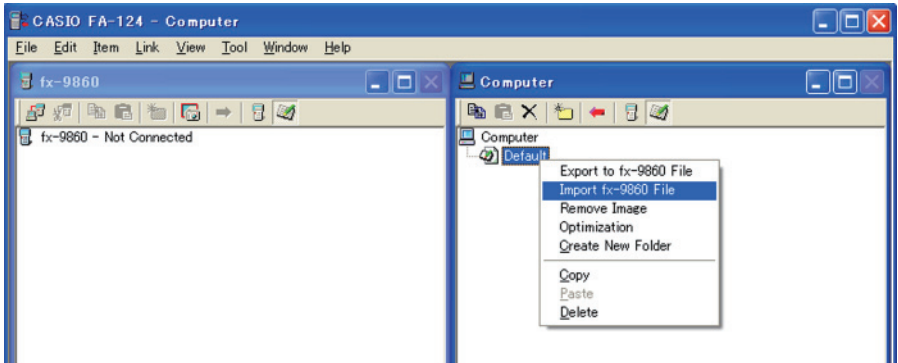 CASIO FA-124 - Computer
File Edit Item Link View Tool Window Help
fx-9860
fx-9860 - Not Connected
Computer
Computer
Default
Export to fx-9860 File
Import fx-9860 File
Remove Image
Optimization
Create New Folder
Copy
Paste
Delete